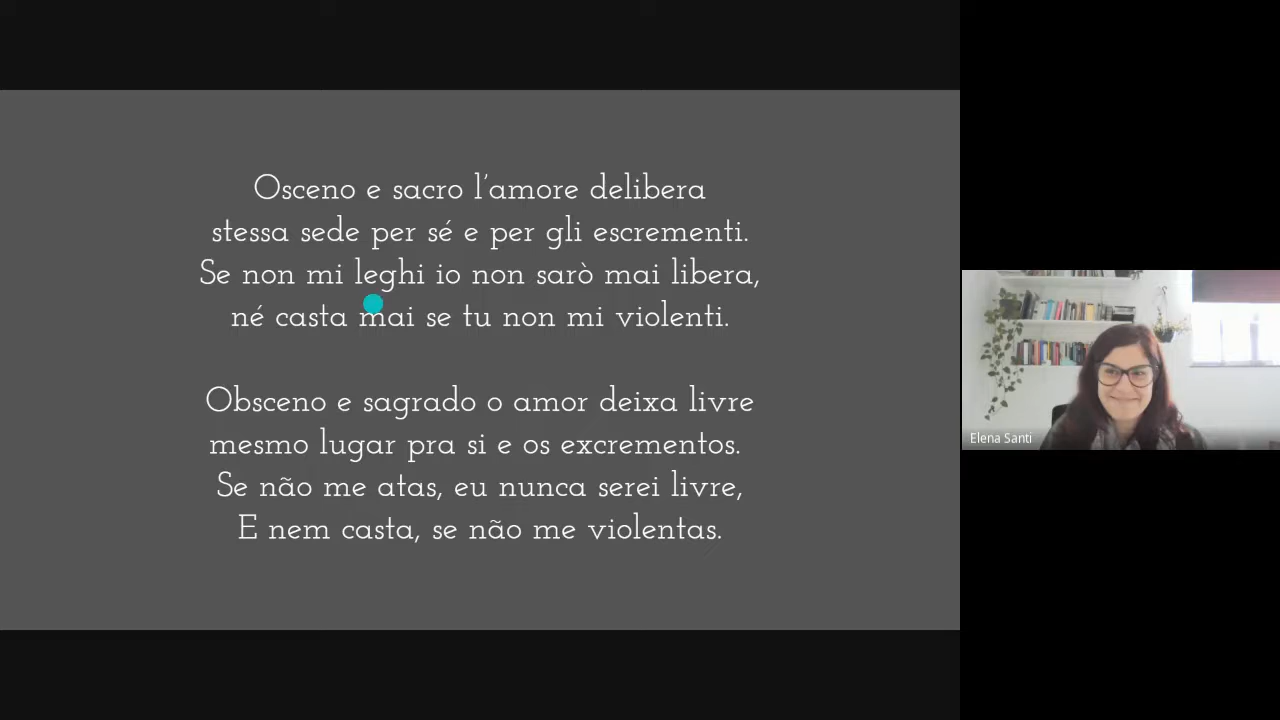 Osceno e sacro l'amore delibera
stessa sede per sé e per gli escrementi.
Se non mi leghi io non sarò mai libera,
né casta mai se tu non mi violenti.
Obsceno e sagrado o amor deixa livre
mesmo lugar pra si e os excrementos.
Se não me atas, eu nunca serei livre,
E nem casta, se não me violentas.
Elena Santi